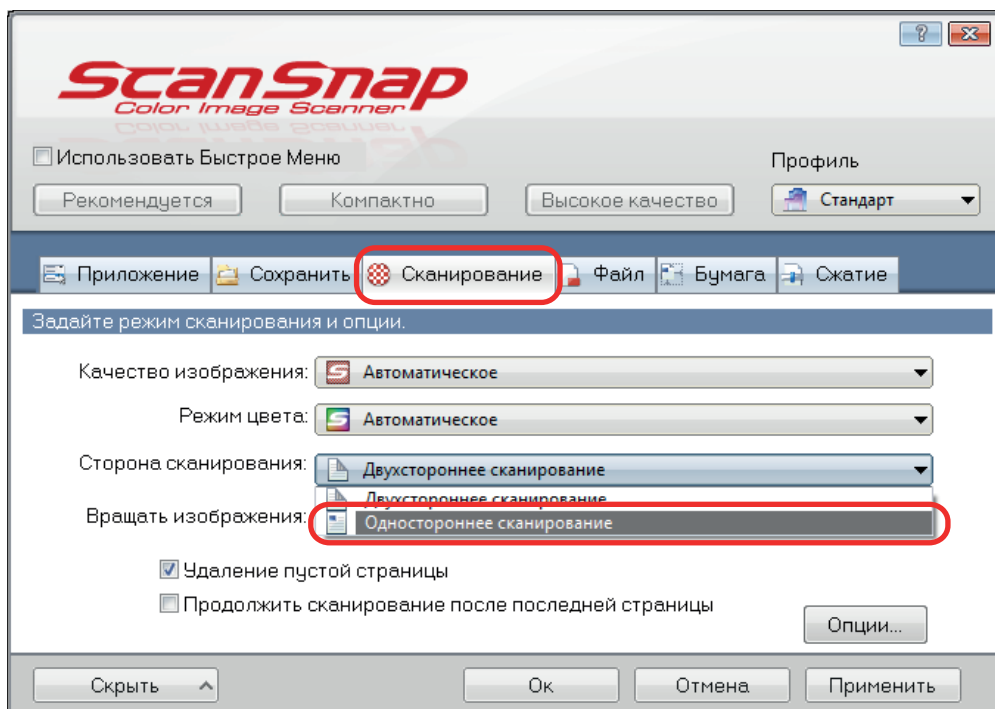 ScanSnap
Color Image Scanner
Использовать Быстрое Меню
Профиль
Рекомендуется Компактно Высокое качество Стандарт
Приложение Сохранить Сканирование Файл Бумага Сжатие
Задайте режим сканирования и опции.
Качество изображения: Автоматическое
Режим цвета: Автоматическое
Сторона сканирования: Двухстороннее сканирование
Двухстороннее сканирование
Вращать изображения: Одностороннее сканирование
Удаление пустой страницы
Продолжить сканирование после последней страницы
Опции...
Скрыть Ок Отмена Применить